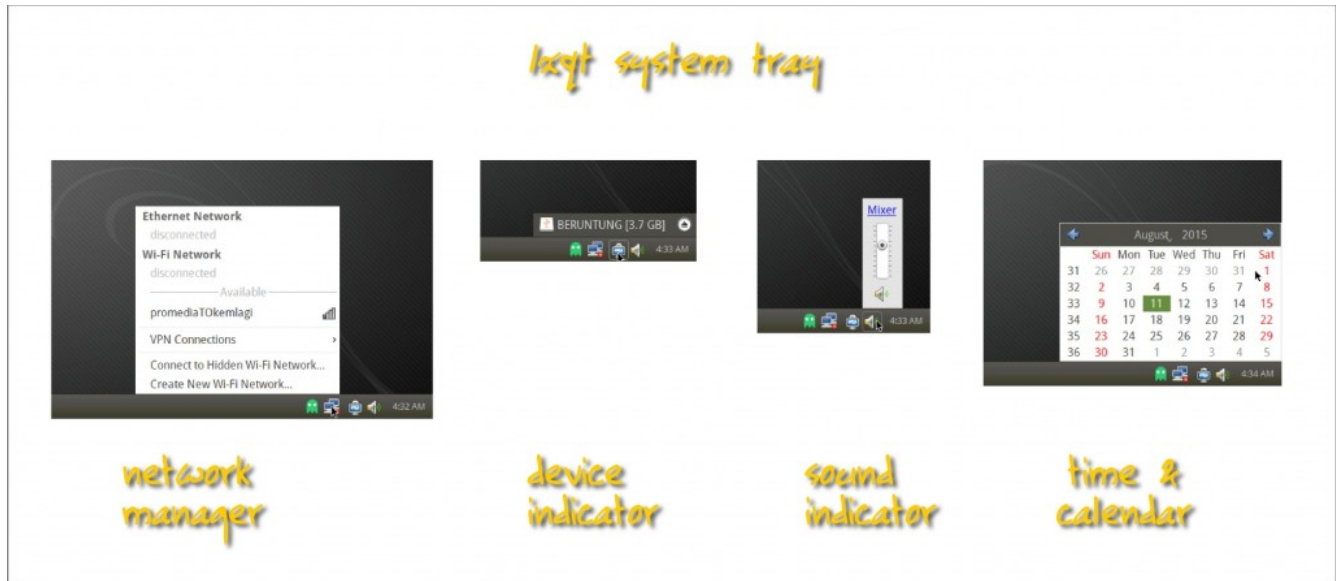 lxqt system tray
Ethernet Network
disconnected
Wi-Fi Network
disconnected
Available
promediaTOkemlagi
VPN Connections
Connect to Hidden Wi-Fi Network...
Create New Wi-Fi Network...
4:32 AM
BERUNTUNG [3.7 GB]
4:33 AM
Mixer
4:33 AM
August, 2015
Sun Mon Tue Wed Thu Fri Sat
31 26 27 28 29 30 31 1
32 2 3 4 5 6 7 8
33 9 10 11 12 13 14 15
34 16 17 18 19 20 21 22
35 23 24 25 26 27 28 29
36 30 31 1 2 3 4 5
4:34 AM
network
manager
device
indicator
sound
indicator
time &
calendar